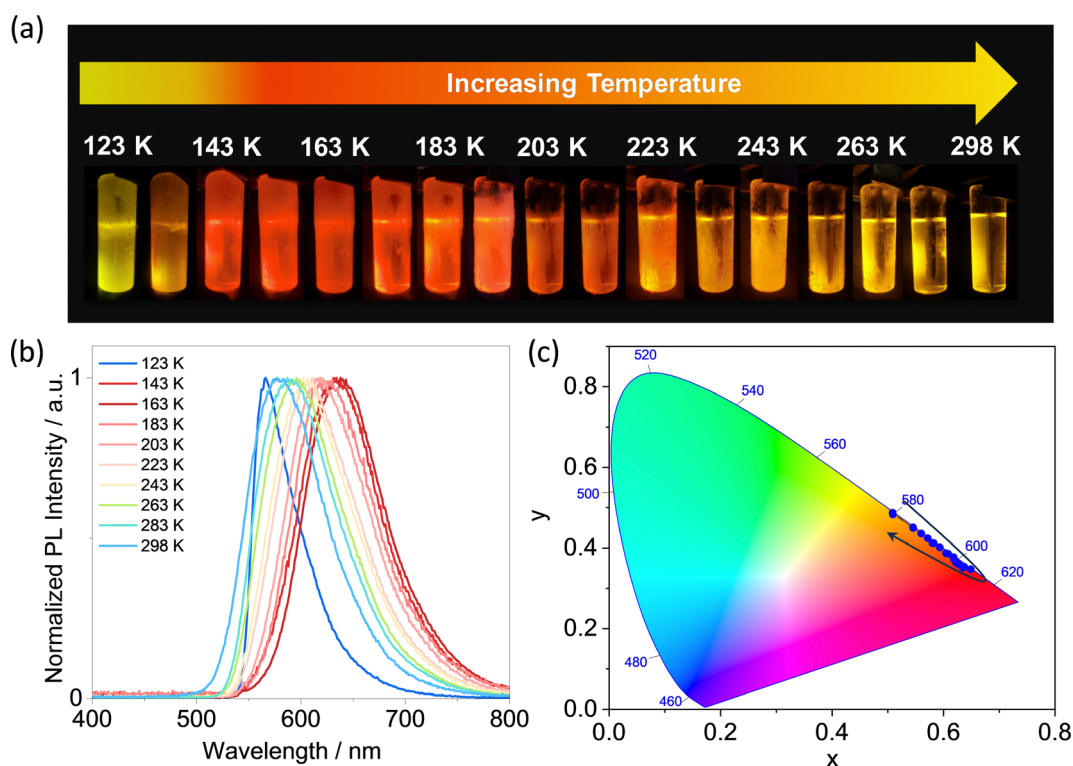 (a)
Increasing Temperature
123 K 143 K 163 K 183 K 203 K 223 K 243 K 263 K 298 K
(b)
1
0
400 500 600 700 800
Wavelength / nm
Normalized PL Intensity / a.u.
123 K
143 K
163 K
183 K
203 K
223 K
243 K
263 K
283 K
298 K
(c)
0.8
0.6
0.4
0.2
0.0
y
0.0 0.2 0.4 0.6 0.8
x
520
540
560
500
580
600
620
480
460